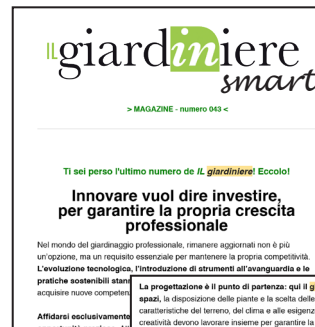 IL giardiniere
smart
> MAGAZINE - numero 043 <
Ti sei perso l'ultimo numero de IL giardiniere! Eccolo!
Innovare vuol dire investire,
per garantire la propria crescita
professionale
Nel mondo del giardinaggio professionale, rimanere aggiornati non è più
un'opzione, ma un requisito essenziale per mantenere la propria competitività.
L'evoluzione tecnologica, l'introduzione di strumenti all'avanguardia e le
pratiche sostenibili stan
acquisire nuove competen
Affidarsi esclusivamente
La progettazione è il punto di partenza: qui il
spazi, la disposizione delle piante e la scelta delle
caratteristiche del terreno, del clima e alle esigenz
creatività devono lavorare insieme per garantire la